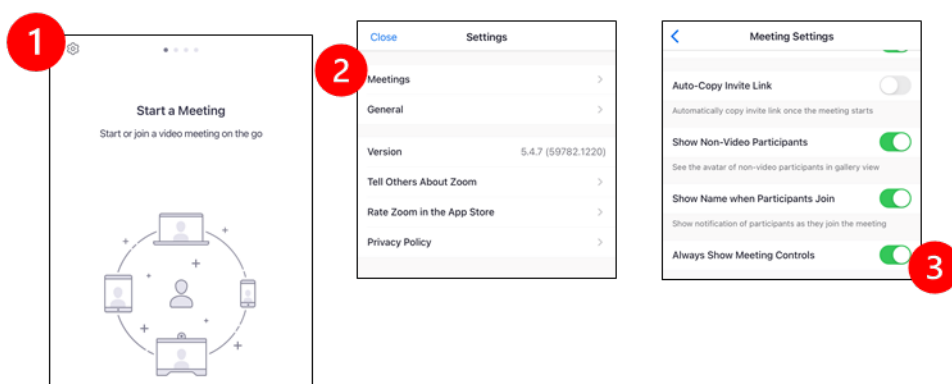 1
Start a Meeting
Start or join a video meeting on the go
2
Close Settings
Meetings
General
Version 5.4.7 (59782.1220)
Tell Others About Zoom
Rate Zoom in the App Store
Privacy Policy
Meeting Settings
Auto-Copy Invite Link
Automatically copy invite link once the meeting starts
Show Non-Video Participants
See the avatar of non-video participants in gallery view
Show Name when Participants Join
Show notification of participants as they join the meeting
Always Show Meeting Controls
3